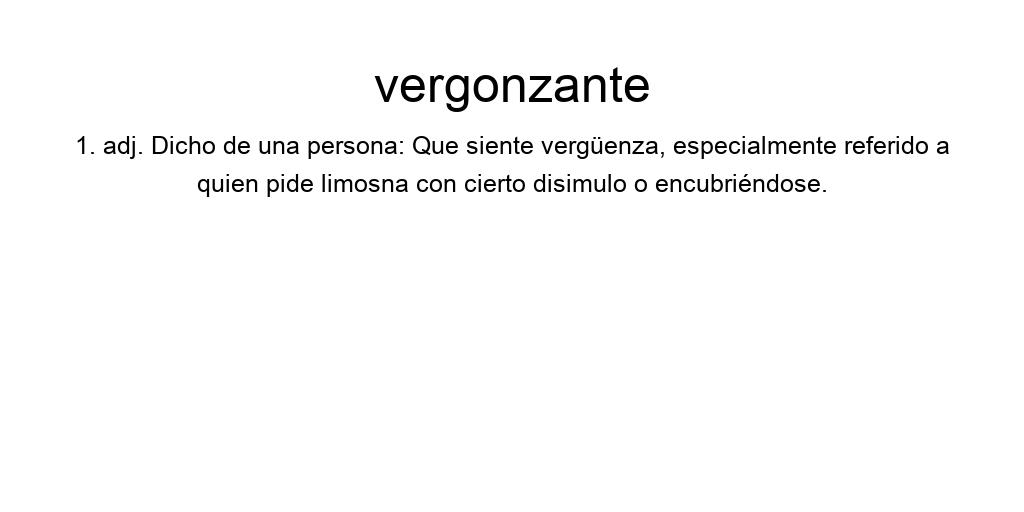 vergonzante
1. adj. Dicho de una persona: Que siente vergüenza, especialmente referido a
quien pide limosna con cierto disimulo o encubriéndose.